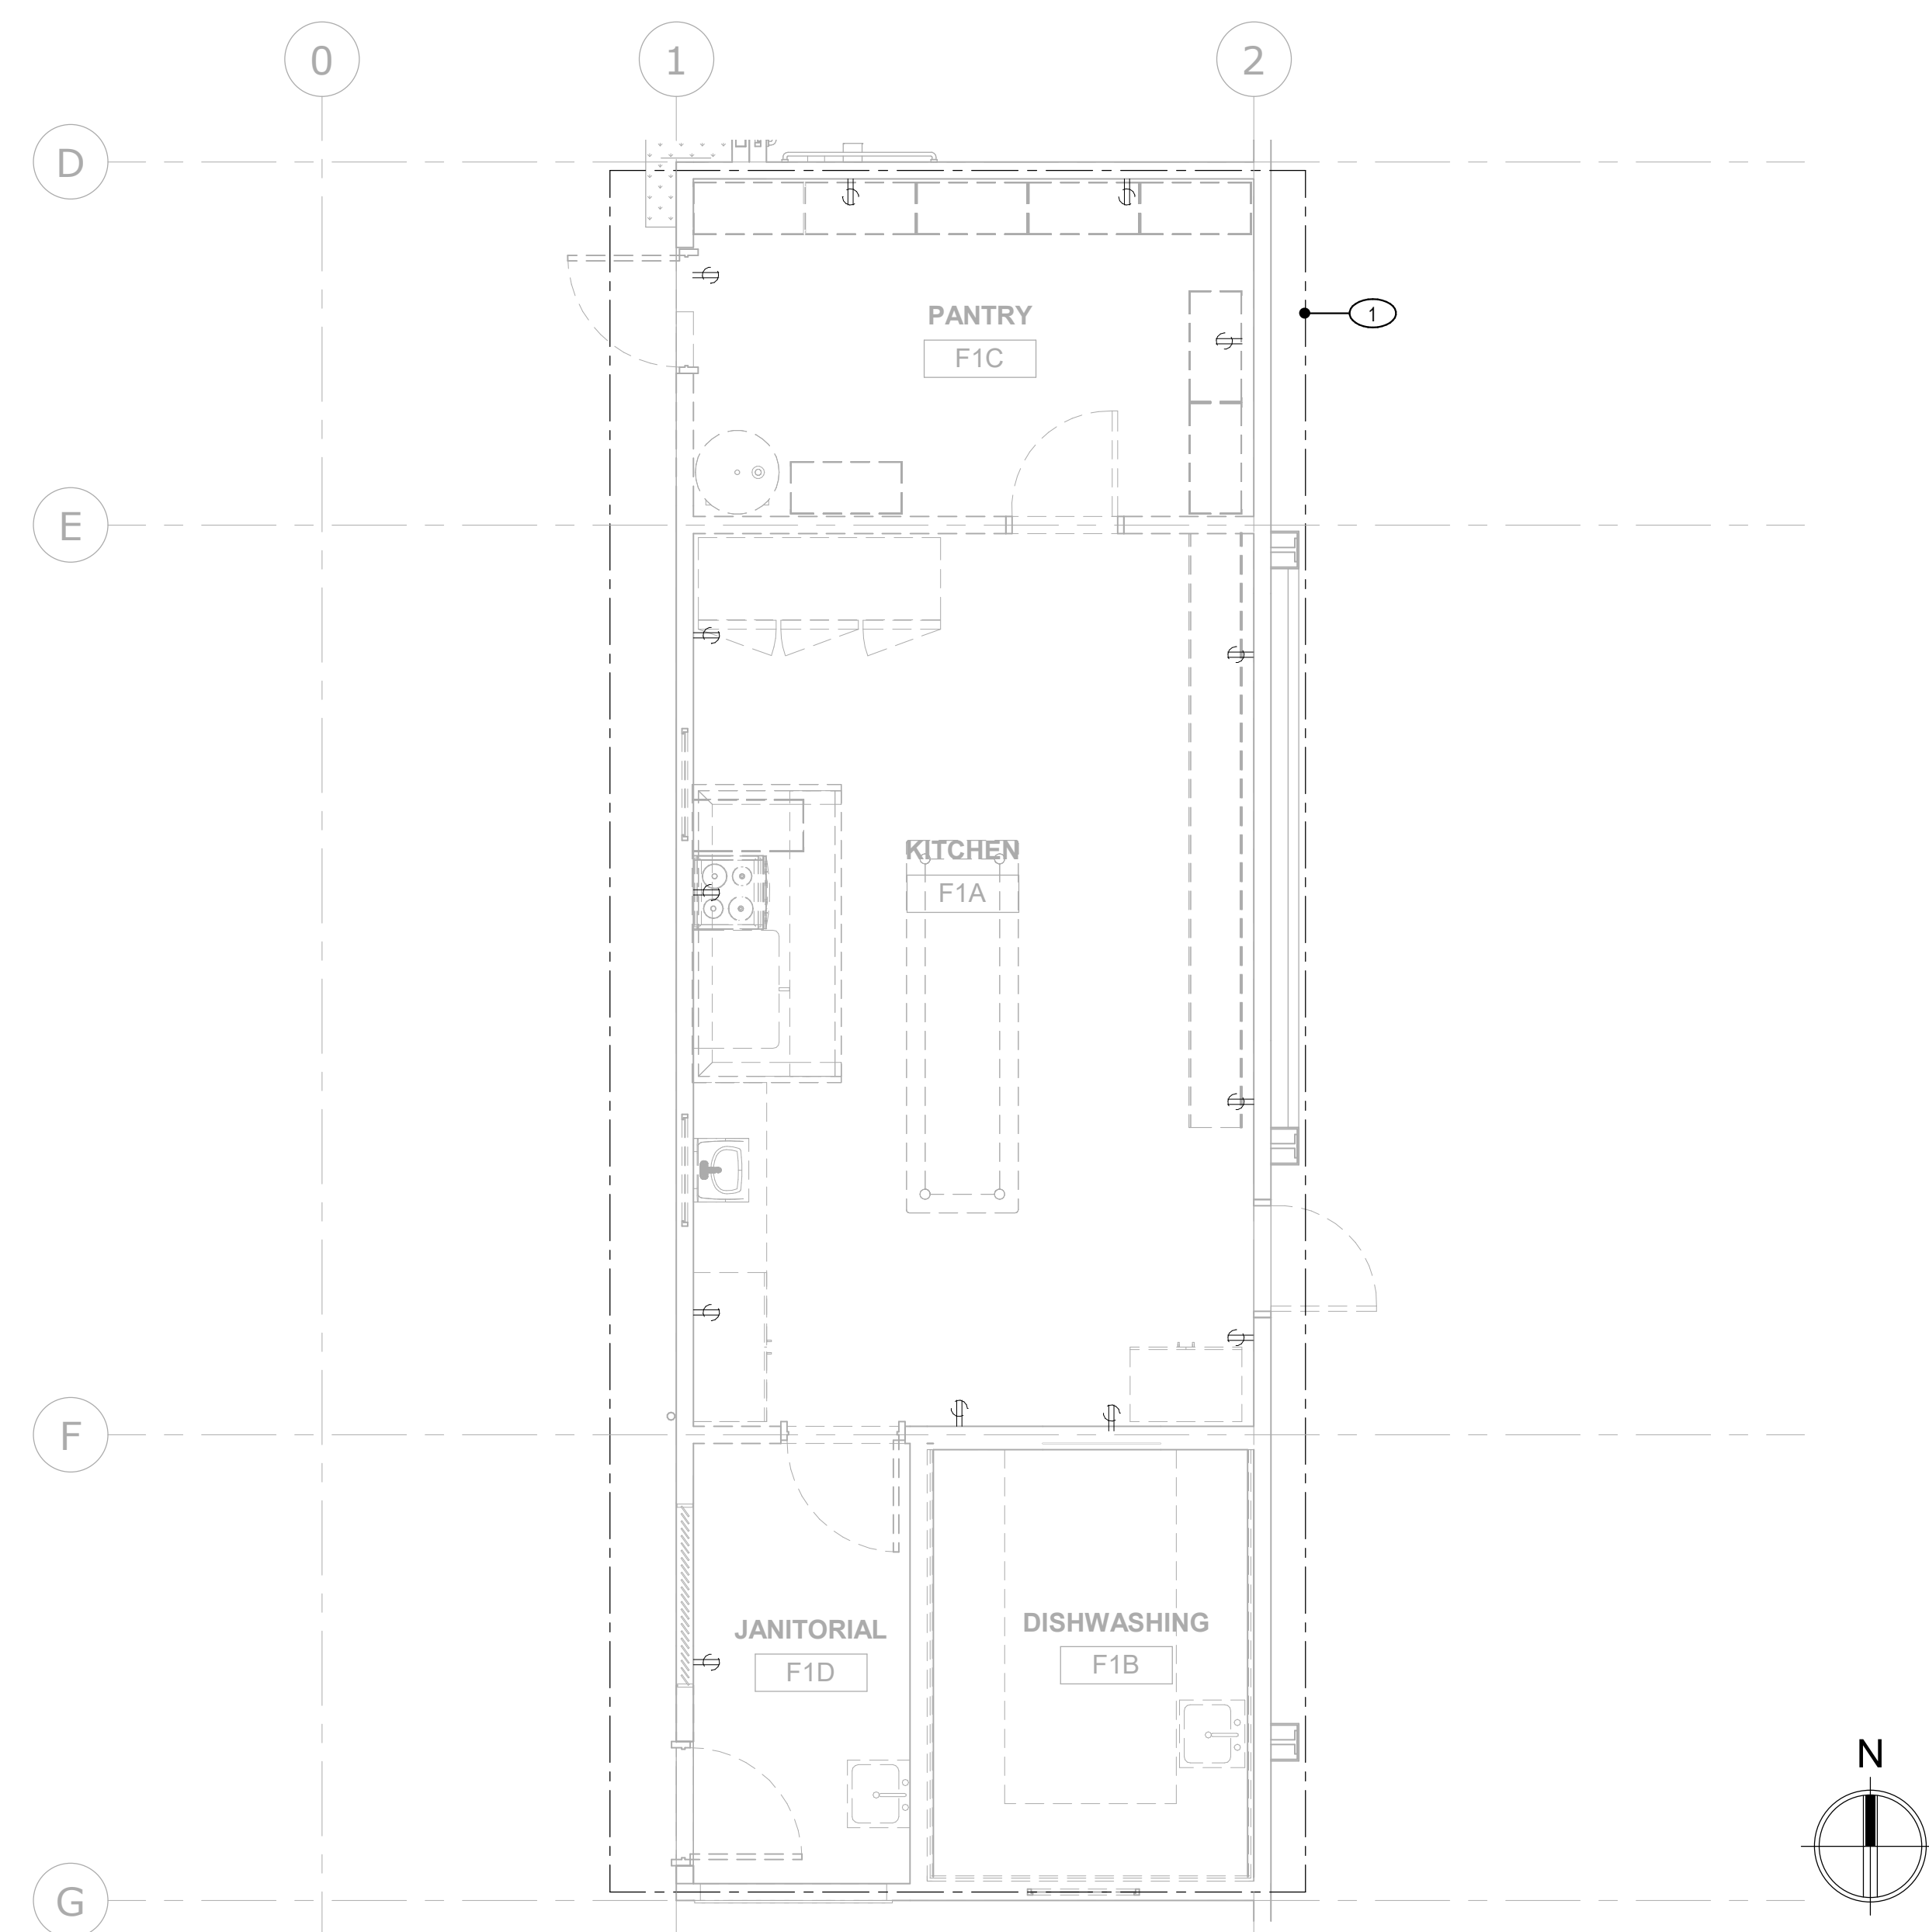 0
1
2
D
PANTRY
F1C
1
E
KITCHEN
F1A
F
DISHWASHING
F1B
JANITORIAL
F1D
N
G